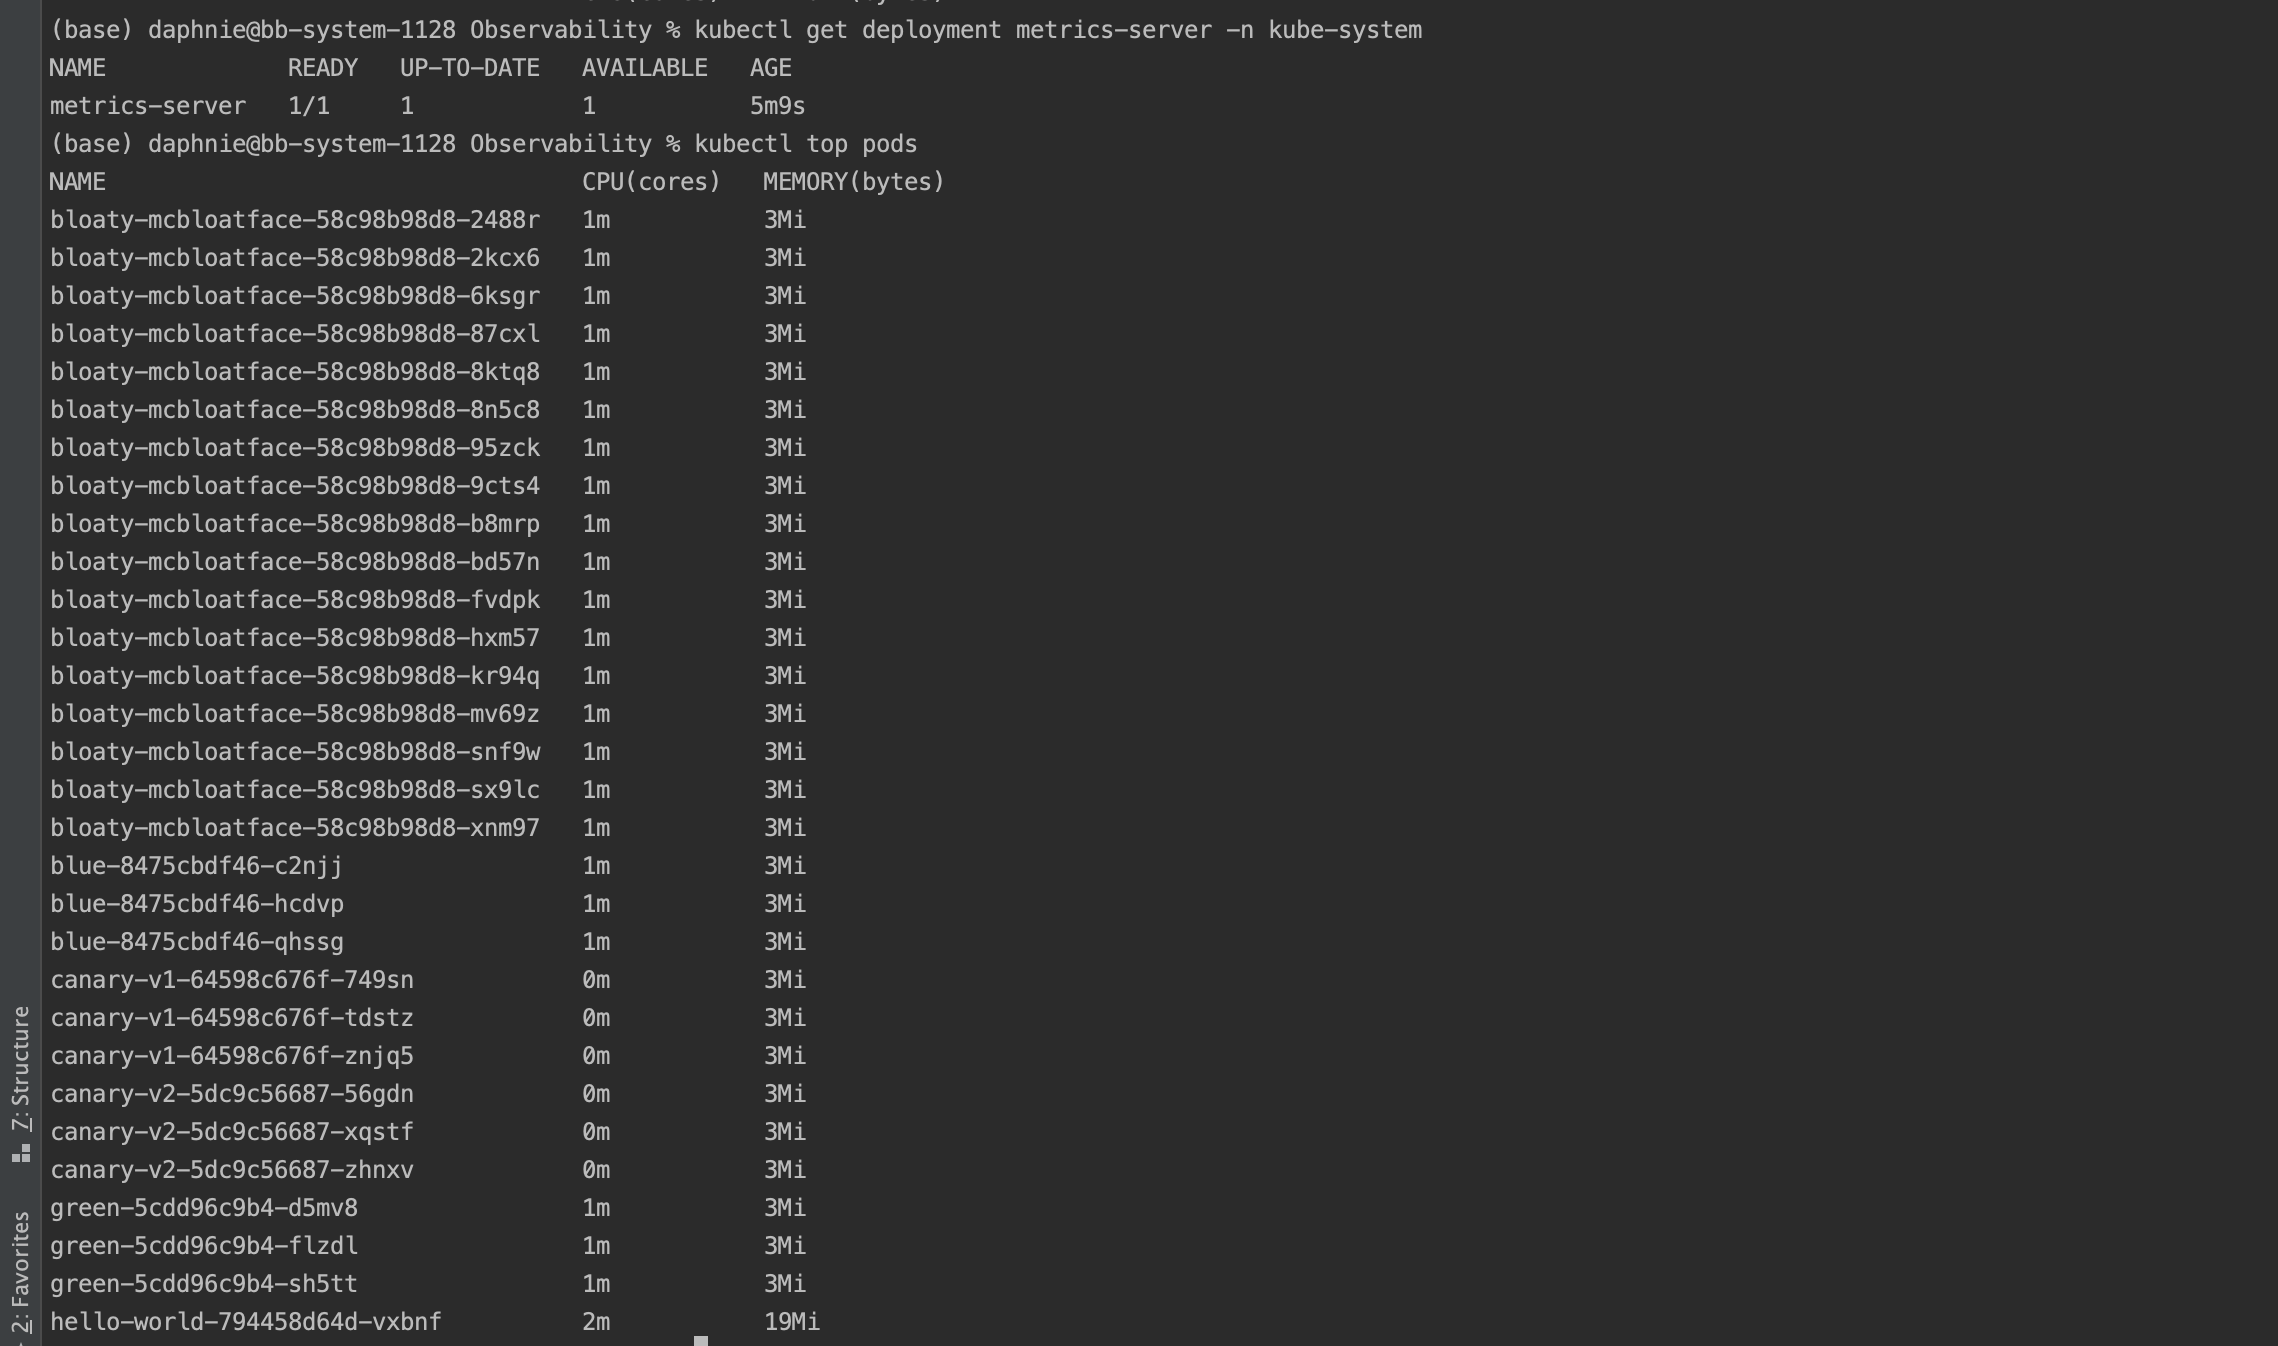 (base) daphnie@bb-system-1128 Observability % kubectl get deployment metrics-server -n kube-system
NAME             READY   UP-TO-DATE   AVAILABLE   AGE
metrics-server   1/1     1            1           5m9s
(base) daphnie@bb-system-1128 Observability % kubectl top pods
NAME                                  CPU(cores)   MEMORY(bytes)
bloaty-mcbloatface-58c98b98d8-2488r   1m           3Mi
bloaty-mcbloatface-58c98b98d8-2kcx6   1m           3Mi
bloaty-mcbloatface-58c98b98d8-6ksgr   1m           3Mi
bloaty-mcbloatface-58c98b98d8-87cxl   1m           3Mi
bloaty-mcbloatface-58c98b98d8-8ktq8   1m           3Mi
bloaty-mcbloatface-58c98b98d8-8n5c8   1m           3Mi
bloaty-mcbloatface-58c98b98d8-95zck   1m           3Mi
bloaty-mcbloatface-58c98b98d8-9cts4   1m           3Mi
bloaty-mcbloatface-58c98b98d8-b8mrp   1m           3Mi
bloaty-mcbloatface-58c98b98d8-bd57n   1m           3Mi
bloaty-mcbloatface-58c98b98d8-fvdpk   1m           3Mi
bloaty-mcbloatface-58c98b98d8-hxm57   1m           3Mi
bloaty-mcbloatface-58c98b98d8-kr94q   1m           3Mi
bloaty-mcbloatface-58c98b98d8-mv69z   1m           3Mi
bloaty-mcbloatface-58c98b98d8-snf9w   1m           3Mi
bloaty-mcbloatface-58c98b98d8-sx9lc   1m           3Mi
bloaty-mcbloatface-58c98b98d8-xnm97   1m           3Mi
blue-8475cbdf46-c2njj                 1m           3Mi
blue-8475cbdf46-hcdvp                 1m           3Mi
blue-8475cbdf46-qhssg                 1m           3Mi
canary-v1-64598c676f-749sn            0m           3Mi
canary-v1-64598c676f-tdstz            0m           3Mi
canary-v1-64598c676f-znjq5            0m           3Mi
canary-v2-5dc9c56687-56gdn            0m           3Mi
canary-v2-5dc9c56687-xqstf            0m           3Mi
canary-v2-5dc9c56687-zhnxv            0m           3Mi
green-5cdd96c9b4-d5mv8                1m           3Mi
green-5cdd96c9b4-flzdl                1m           3Mi
green-5cdd96c9b4-sh5tt                1m           3Mi
hello-world-794458d64d-vxbnf          2m           19Mi
7: Structure
2: Favorites